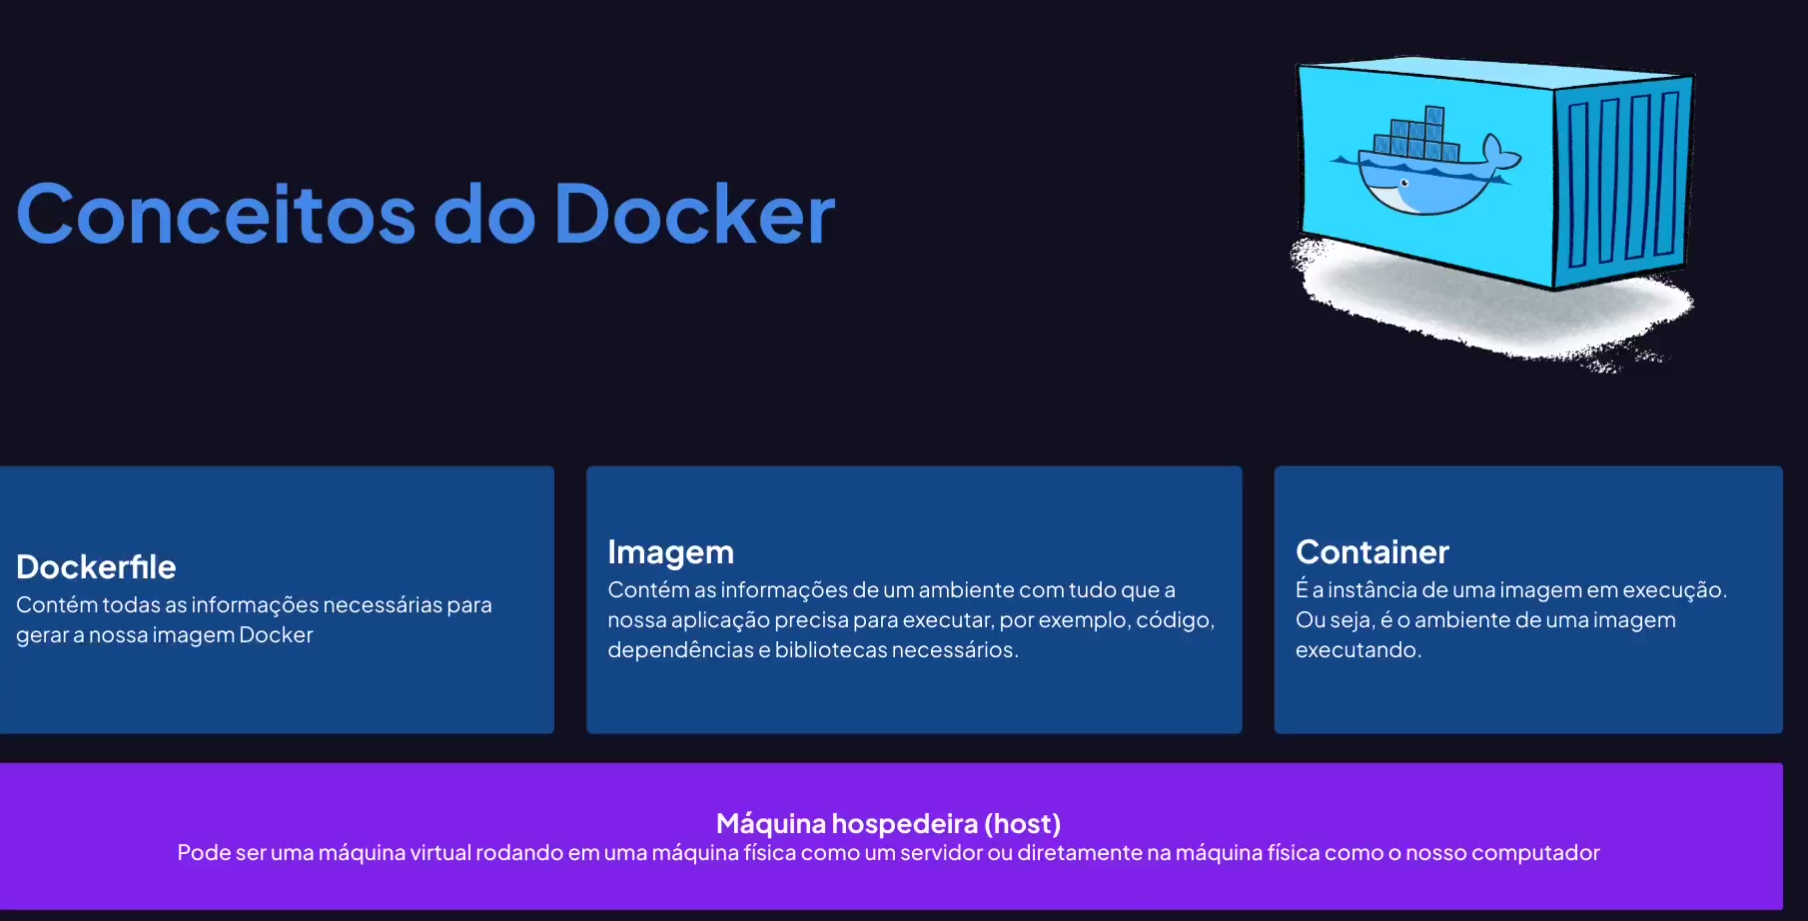 Conceitos do Docker
Dockerfile
Contém todas as informações necessárias para
gerar a nossa imagem Docker
Imagem
Contém as informações de um ambiente com tudo que a
nossa aplicação precisa para executar, por exemplo, código,
dependências e bibliotecas necessários.
Container
É a instância de uma imagem em execução.
Ou seja, é o ambiente de uma imagem
executando.
Máquina hospedeira (host)
Pode ser uma máquina virtual rodando em uma máquina física como um servidor ou diretamente na máquina física como o nosso computador